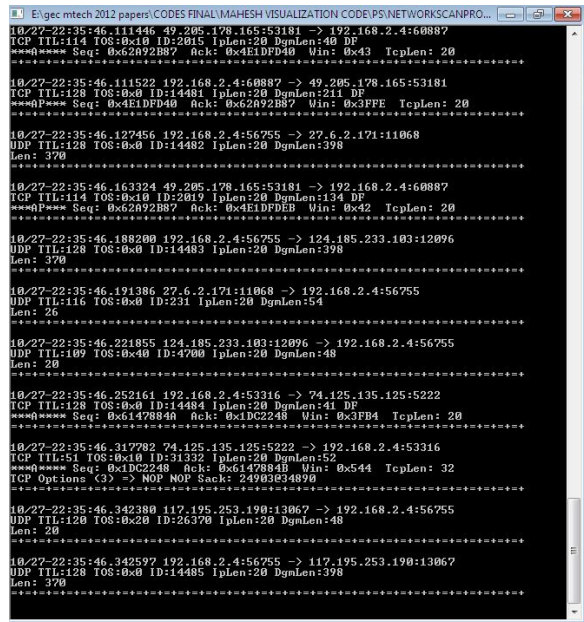 E:\gec mtech 2012 papers\CODES FINAL\MAHESH VISUALIZATION CODE\PS\NETWORKSCANPRO...
10/27-22:35:46.111446 49.205.178.165:53181 -> 192.168.2.4:60887
TCP TTL:114 TOS:0x10 ID:2015 IpLen:20 DgmLen:40 DF
***A**** Seq: 0x62A92B87 Ack: 0x4E1DFD40 Win: 0x43 TcpLen: 20
=+=+=+=+=+=+=+=+=+=+=+=+=+=+=+=+=+=+=+=+=+=+=+=+=+=+=+=+=+=+=+=+=+=+=+=+=+
10/27-22:35:46.111522 192.168.2.4:60887 -> 49.205.178.165:53181
TCP TTL:128 TOS:0x0 ID:14481 IpLen:20 DgmLen:211 DF
***AP*** Seq: 0x4E1DFD40 Ack: 0x62A92B87 Win: 0x3FFE TcpLen: 20
=+=+=+=+=+=+=+=+=+=+=+=+=+=+=+=+=+=+=+=+=+=+=+=+=+=+=+=+=+=+=+=+=+=+=+=+=+
10/27-22:35:46.127456 192.168.2.4:56755 -> 27.6.2.171:11068
UDP TTL:128 TOS:0x0 ID:14482 IpLen:20 DgmLen:398
Len: 370
=+=+=+=+=+=+=+=+=+=+=+=+=+=+=+=+=+=+=+=+=+=+=+=+=+=+=+=+=+=+=+=+=+=+=+=+=+
10/27-22:35:46.163324 49.205.178.165:53181 -> 192.168.2.4:60887
TCP TTL:114 TOS:0x10 ID:2019 IpLen:20 DgmLen:134 DF
***AP*** Seq: 0x62A92B87 Ack: 0x4E1DFDEB Win: 0x42 TcpLen: 20
=+=+=+=+=+=+=+=+=+=+=+=+=+=+=+=+=+=+=+=+=+=+=+=+=+=+=+=+=+=+=+=+=+=+=+=+=+
10/27-22:35:46.188200 192.168.2.4:56755 -> 124.185.233.103:12096
UDP TTL:128 TOS:0x0 ID:14483 IpLen:20 DgmLen:398
Len: 370
=+=+=+=+=+=+=+=+=+=+=+=+=+=+=+=+=+=+=+=+=+=+=+=+=+=+=+=+=+=+=+=+=+=+=+=+=+
10/27-22:35:46.191386 27.6.2.171:11068 -> 192.168.2.4:56755
UDP TTL:116 TOS:0x0 ID:231 IpLen:20 DgmLen:54
Len: 26
=+=+=+=+=+=+=+=+=+=+=+=+=+=+=+=+=+=+=+=+=+=+=+=+=+=+=+=+=+=+=+=+=+=+=+=+=+
10/27-22:35:46.221855 124.185.233.103:12096 -> 192.168.2.4:56755
UDP TTL:109 TOS:0x40 ID:4700 IpLen:20 DgmLen:48
Len: 20
=+=+=+=+=+=+=+=+=+=+=+=+=+=+=+=+=+=+=+=+=+=+=+=+=+=+=+=+=+=+=+=+=+=+=+=+=+
10/27-22:35:46.252161 192.168.2.4:53316 -> 74.125.135.125:5222
TCP TTL:128 TOS:0x0 ID:14484 IpLen:20 DgmLen:41 DF
***A**** Seq: 0x6147884A Ack: 0x1DC2248 Win: 0x3FB4 TcpLen: 20
=+=+=+=+=+=+=+=+=+=+=+=+=+=+=+=+=+=+=+=+=+=+=+=+=+=+=+=+=+=+=+=+=+=+=+=+=+
10/27-22:35:46.317782 74.125.135.125:5222 -> 192.168.2.4:53316
TCP TTL:51 TOS:0x10 ID:31332 IpLen:20 DgmLen:52
***A**** Seq: 0x1DC2248 Ack: 0x6147884B Win: 0x544 TcpLen: 32
TCP Options (3) => NOP NOP Sack: 24903@34890
=+=+=+=+=+=+=+=+=+=+=+=+=+=+=+=+=+=+=+=+=+=+=+=+=+=+=+=+=+=+=+=+=+=+=+=+=+
10/27-22:35:46.342380 117.195.253.190:13067 -> 192.168.2.4:56755
UDP TTL:120 TOS:0x20 ID:26370 IpLen:20 DgmLen:48
Len: 20
=+=+=+=+=+=+=+=+=+=+=+=+=+=+=+=+=+=+=+=+=+=+=+=+=+=+=+=+=+=+=+=+=+=+=+=+=+
10/27-22:35:46.342597 192.168.2.4:56755 -> 117.195.253.190:13067
UDP TTL:128 TOS:0x0 ID:14485 IpLen:20 DgmLen:398
Len: 370
=+=+=+=+=+=+=+=+=+=+=+=+=+=+=+=+=+=+=+=+=+=+=+=+=+=+=+=+=+=+=+=+=+=+=+=+=+